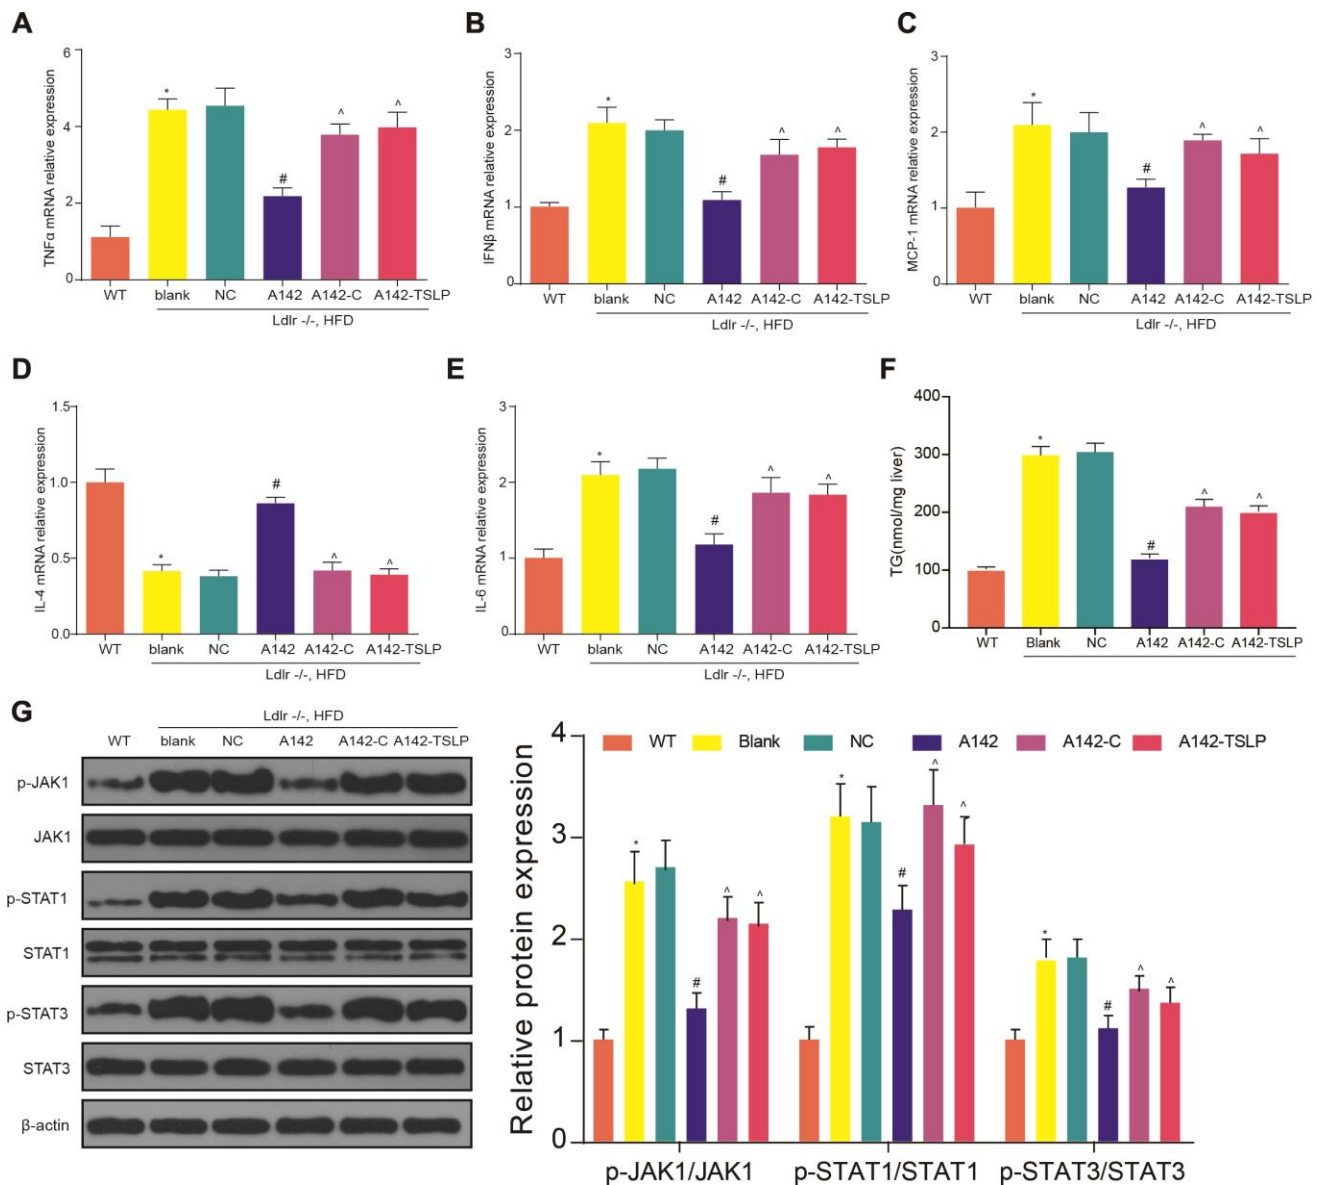 A
TNFα mRNA relative expression
6
4
2
0
*
#
^
^
WT blank NC A142 A142-C A142-TSLP
Ldlr -/-, HFD
B
IFNβ mRNA relative expression
3
2
1
0
*
#
^
^
WT blank NC A142 A142-C A142-TSLP
Ldlr -/-, HFD
C
MCP-1 mRNA relative expression
3
2
1
0
*
#
^
^
WT blank NC A142 A142-C A142-TSLP
Ldlr -/-, HFD
D
IL-4 mRNA relative expression
1.5
1.0
0.5
0.0
*
#
^
^
WT blank NC A142 A142-C A142-TSLP
Ldlr -/-, HFD
E
IL-6 mRNA relative expression
3
2
1
0
*
#
^
^
WT blank NC A142 A142-C A142-TSLP
Ldlr -/-, HFD
F
TG(nmol/mg liver)
400
300
200
100
0
*
#
^
^
WT Blank NC A142 A142-C A142-TSLP
G
Ldlr -/-, HFD
WT blank NC A142 A142-C A142-TSLP
p-JAK1
JAK1
p-STAT1
STAT1
p-STAT3
STAT3
β-actin
Relative protein expression
4
3
2
1
0
WT Blank NC A142 A142-C A142-TSLP
*
#
^
^
*
#
^
^
*
#
^
^
p-JAK1/JAK1 p-STAT1/STAT1 p-STAT3/STAT3